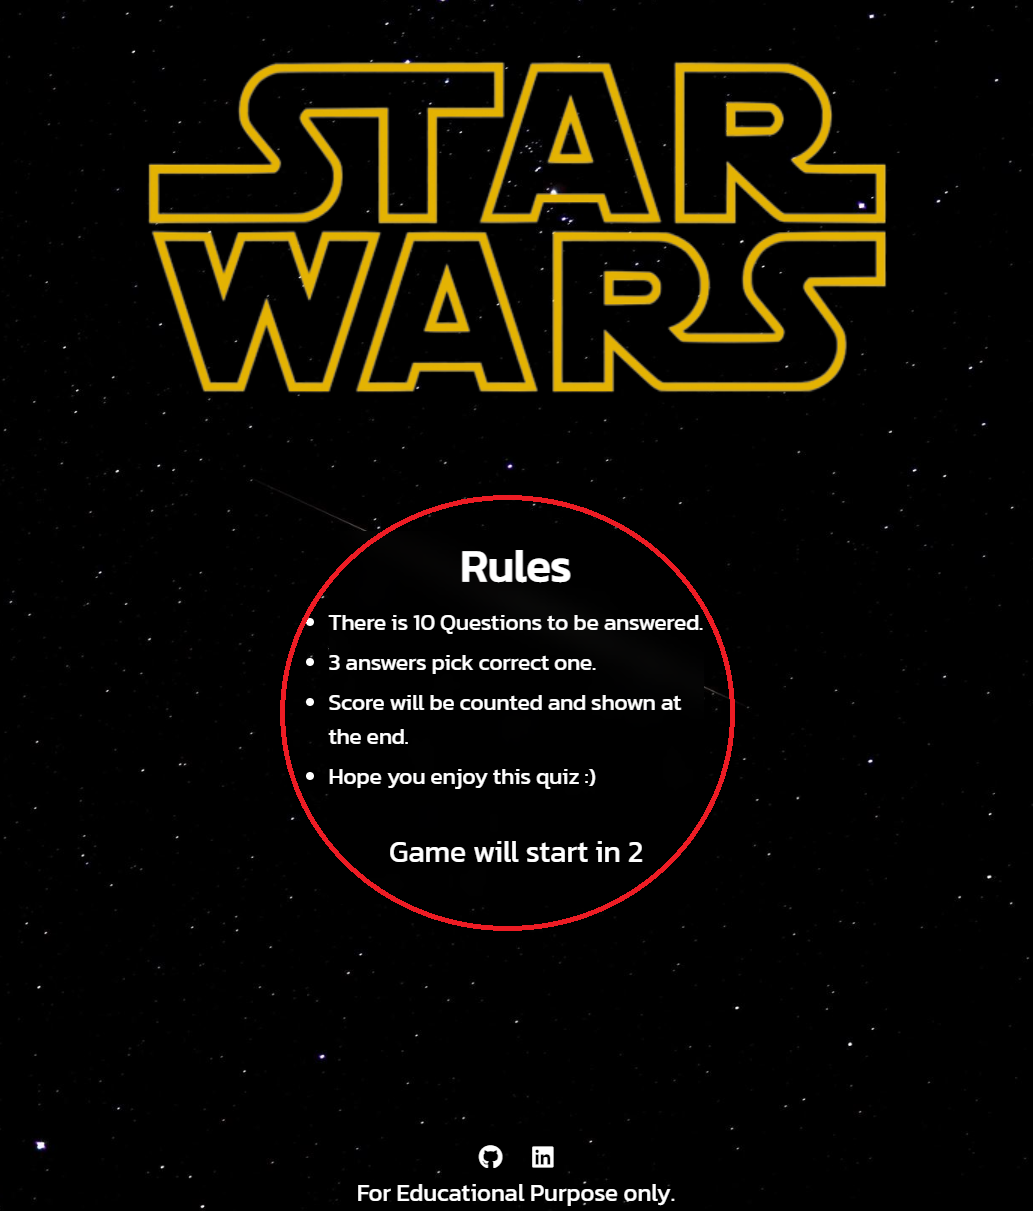 STAR
WARS
Rules
There is 10 Questions to be answered.
3 answers pick correct one.
Score will be counted and shown at
the end.
Hope you enjoy this quiz :)
Game will start in 2
in
For Educational Purpose only.